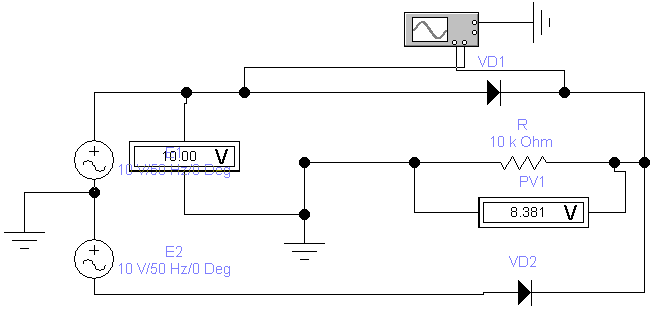 VD1
R
10 k Ohm
E1
10.00 V
10 V/50 Hz/0 Deg
PV1
8.381 V
E2
10 V/50 Hz/0 Deg
VD2